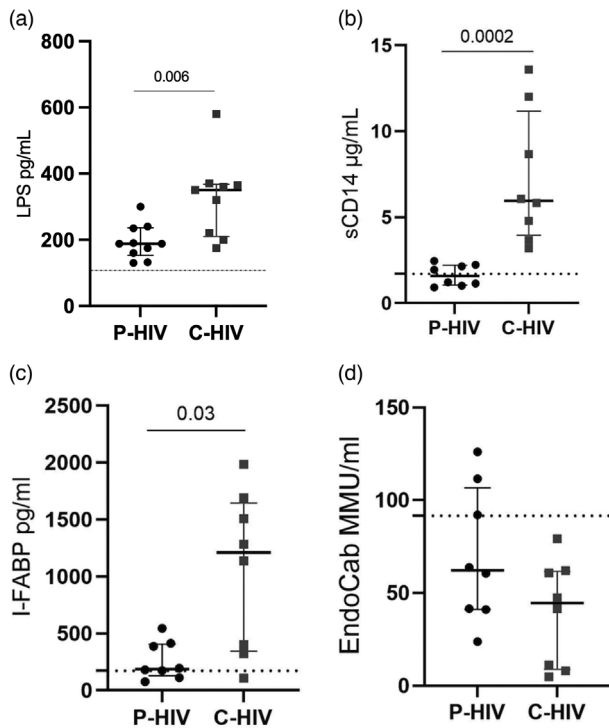 (a)
800
600
400
200
0
LPS pg/mL
0.006
P-HIV C-HIV
(b)
15
10
5
0
sCD14 µg/mL
0.0002
P-HIV C-HIV
(c)
2500
2000
1500
1000
500
0
I-FABP pg/ml
0.03
P-HIV C-HIV
(d)
150
100
50
0
EndoCab MMU/ml
P-HIV C-HIV